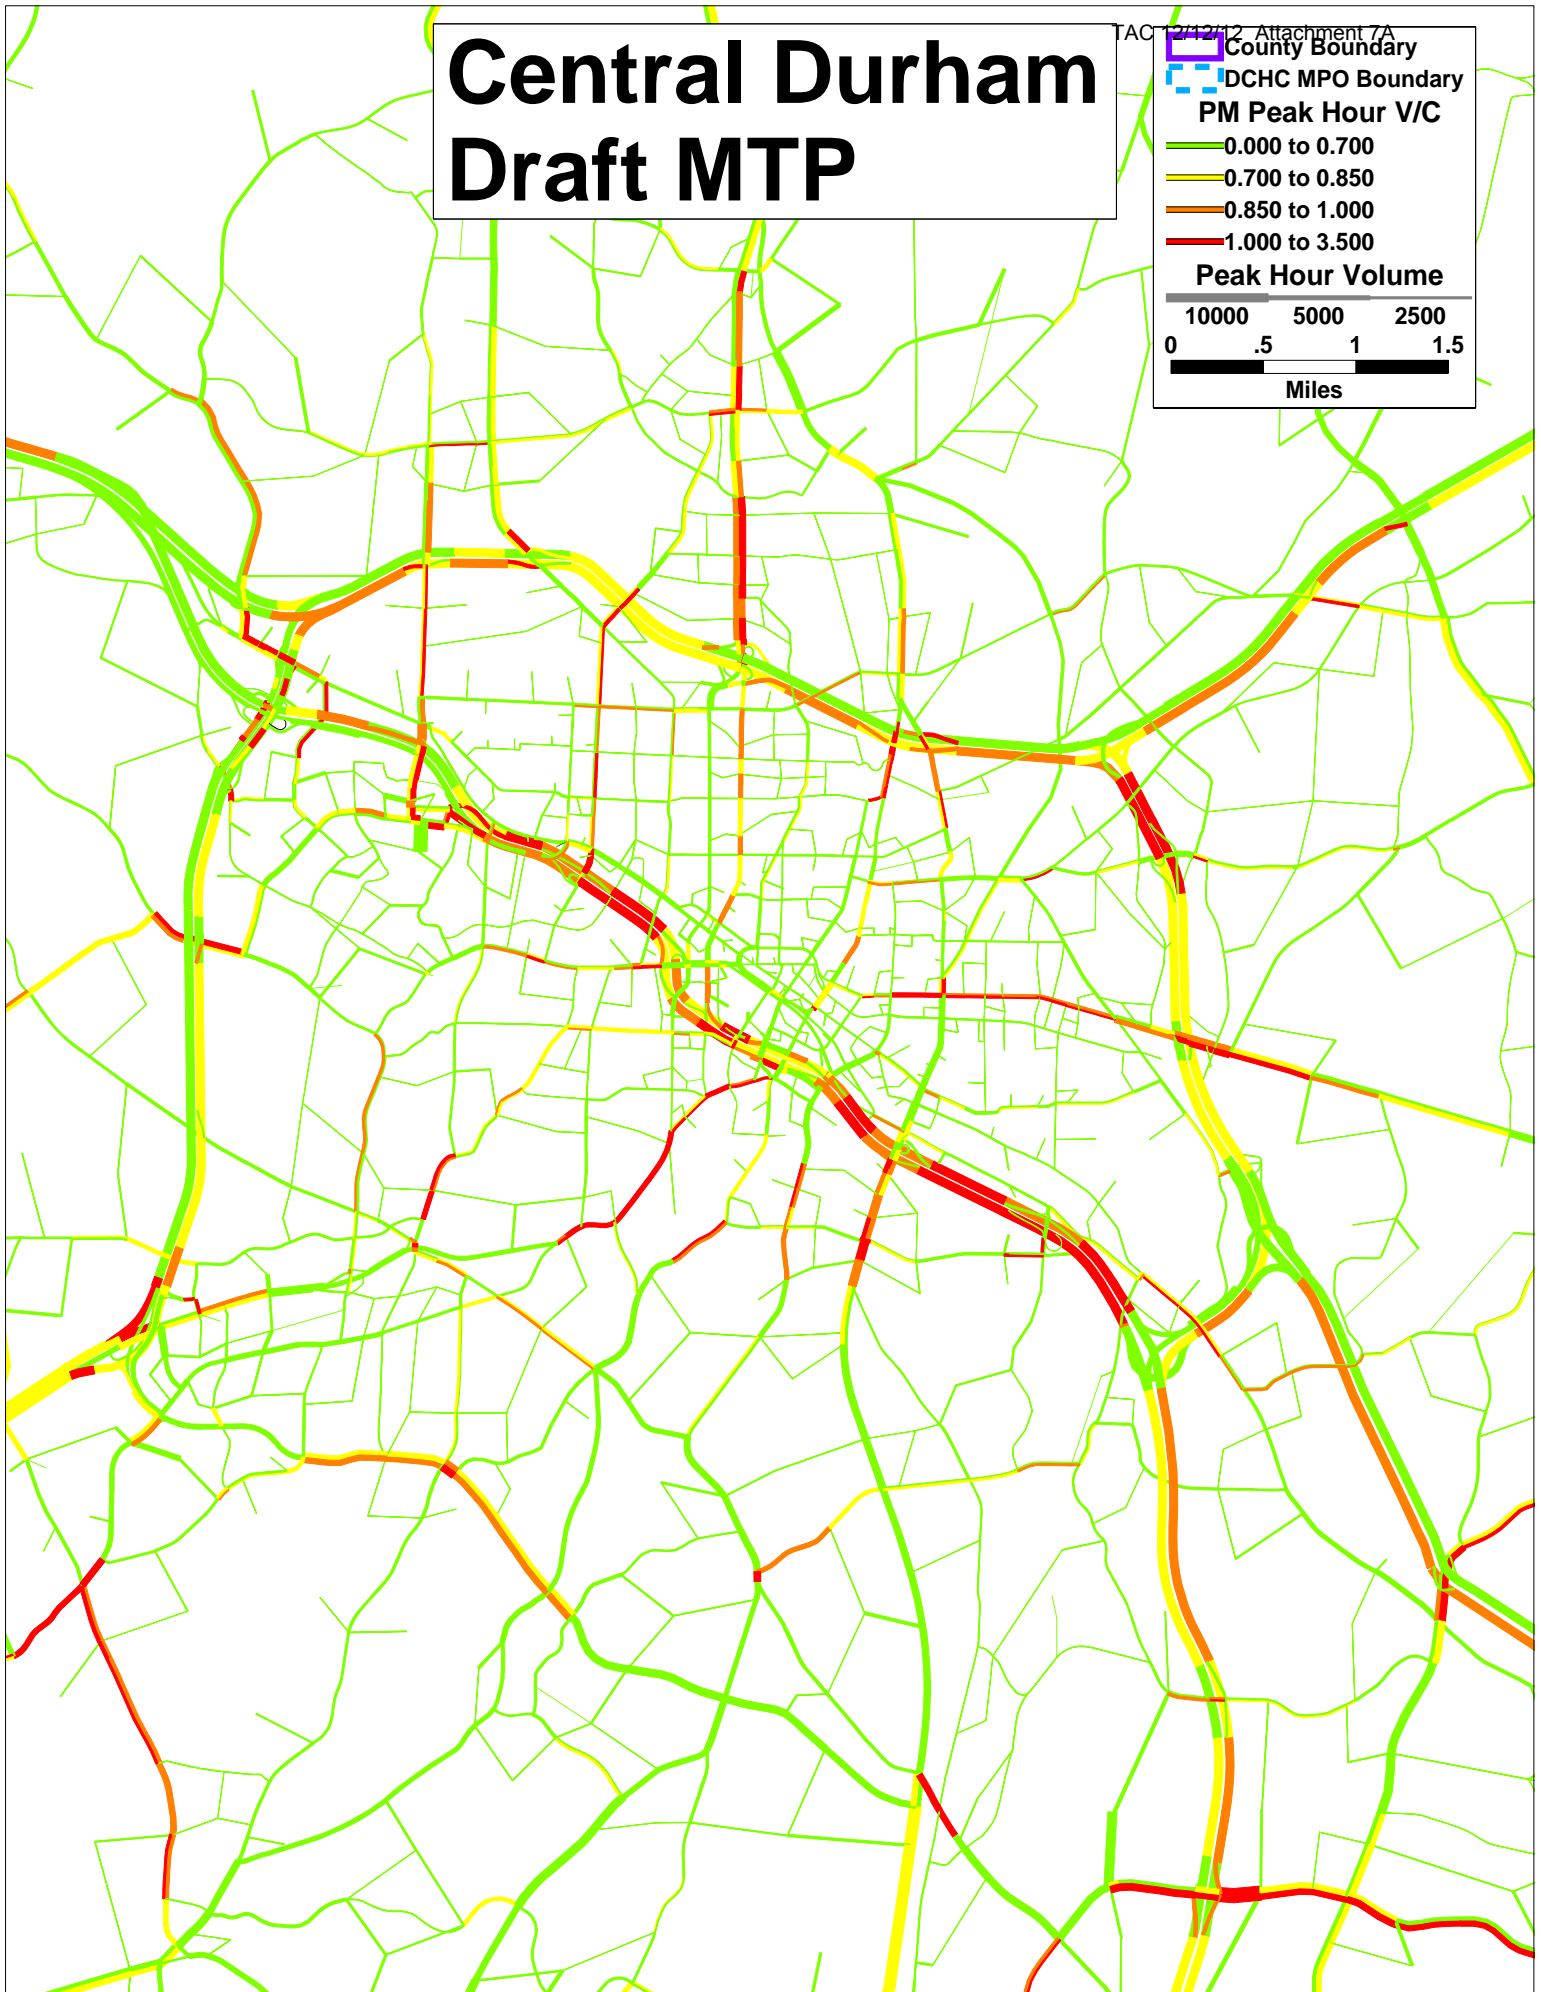 TAC 12/12/12 Attachment 7A
Central Durham
Draft MTP
County Boundary
DCHC MPO Boundary
PM Peak Hour V/C
0.000 to 0.700
0.700 to 0.850
0.850 to 1.000
1.000 to 3.500
Peak Hour Volume
10000 5000 2500
0 .5 1 1.5
Miles